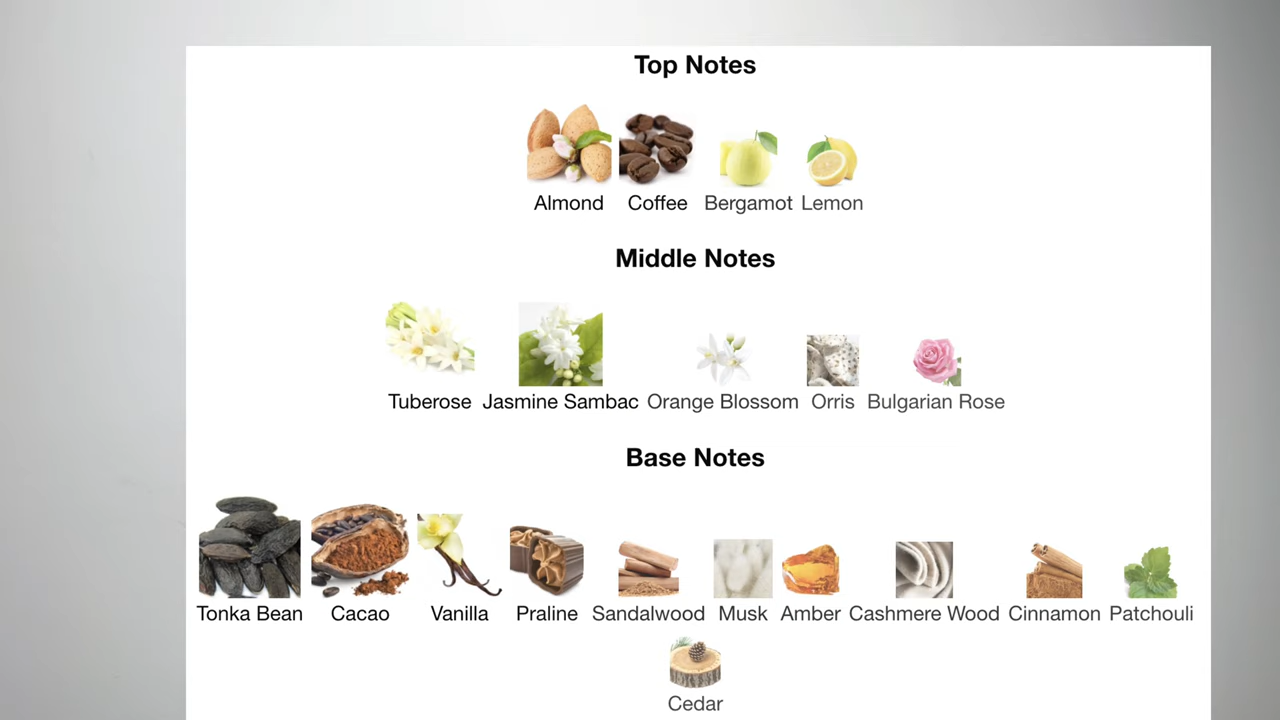 Top Notes
Almond Coffee Bergamot Lemon
Middle Notes
Tuberose Jasmine Sambac Orange Blossom Orris Bulgarian Rose
Base Notes
Tonka Bean Cacao Vanilla Praline Sandalwood Musk Amber Cashmere Wood Cinnamon Patchouli
Cedar